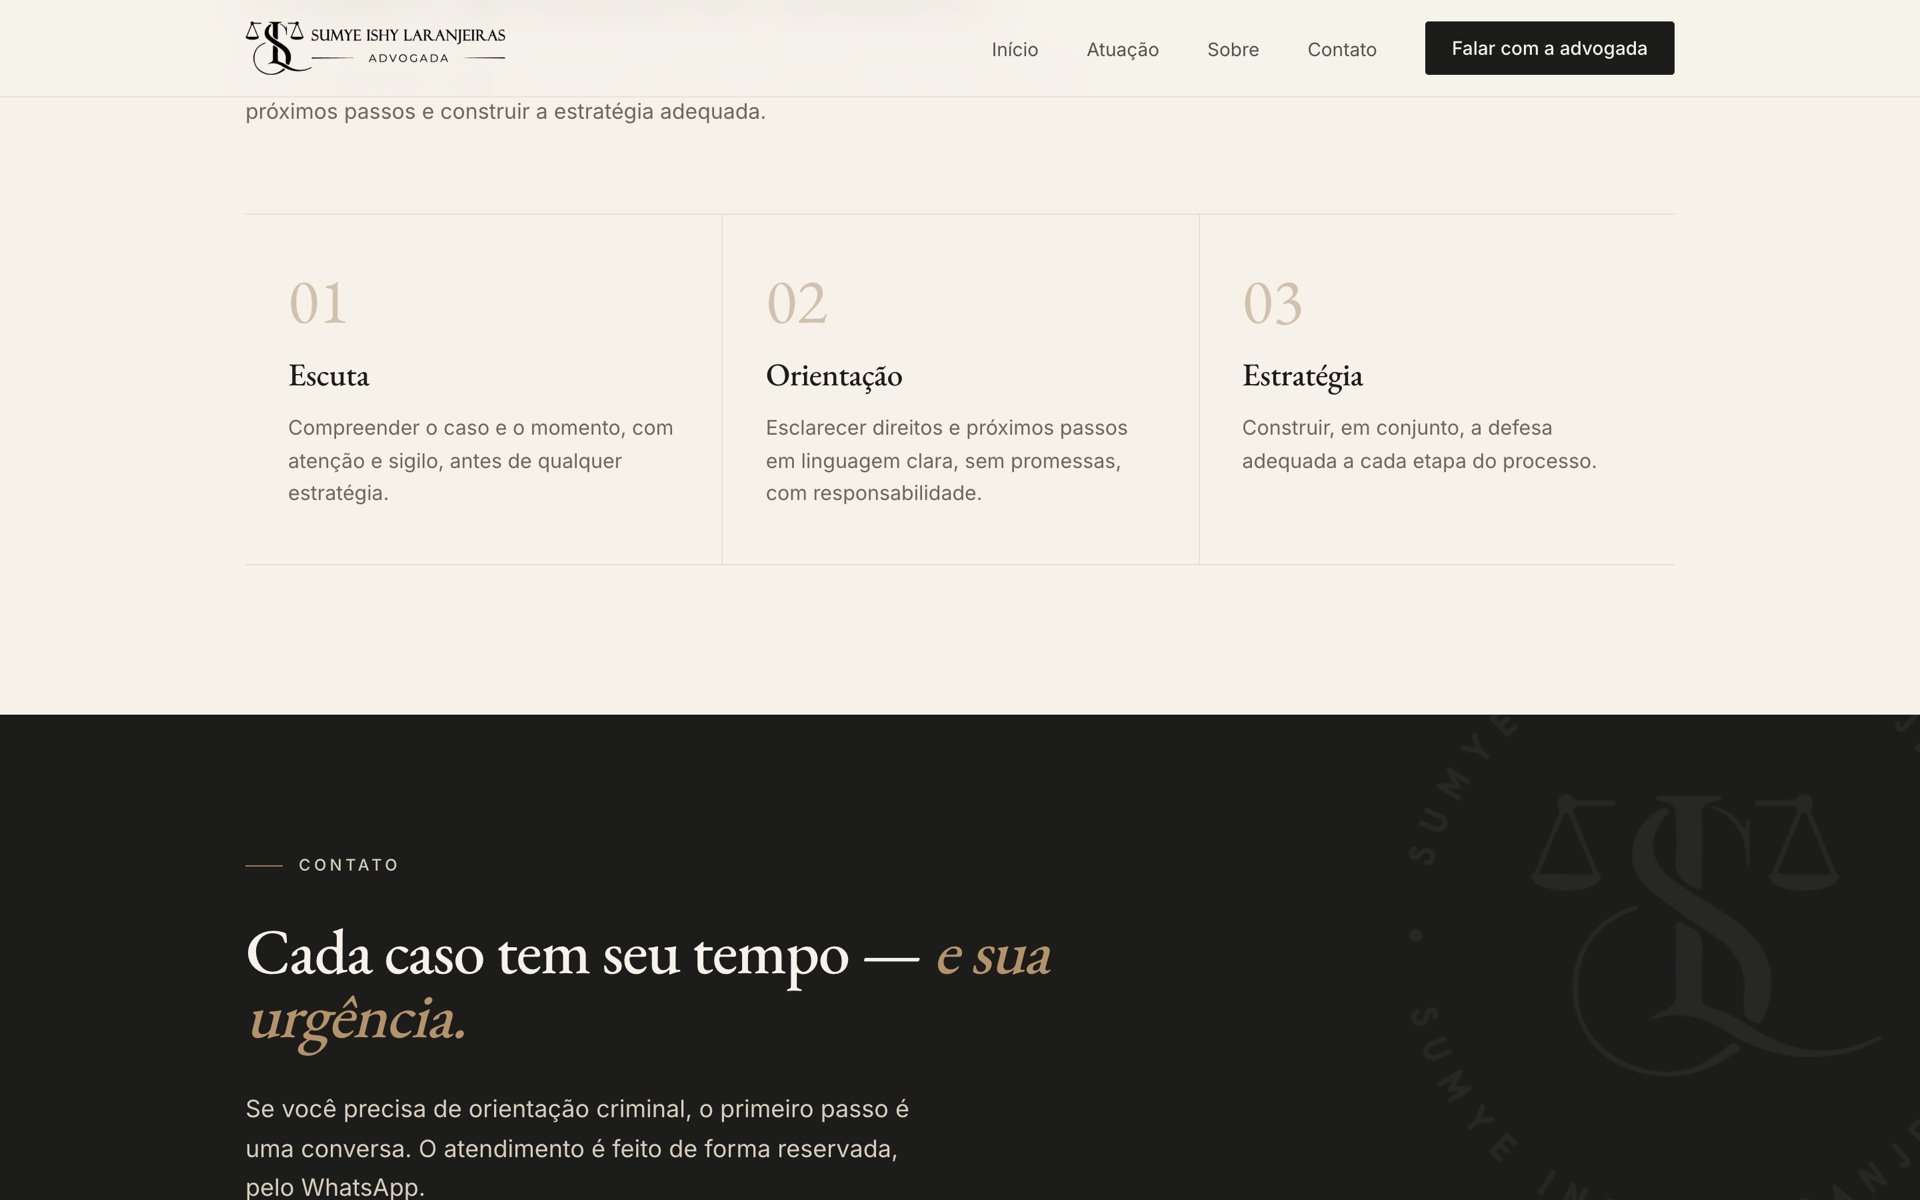 SUMYE ISHY LARANJEIRAS
ADVOGADA
Início
Atuação
Sobre
Contato
Falar com a advogada
próximos passos e construir a estratégia adequada.
01
Escuta
Compreender o caso e o momento, com
atenção e sigilo, antes de qualquer
estratégia.
02
Orientação
Esclarecer direitos e próximos passos
em linguagem clara, sem promessas,
com responsabilidade.
03
Estratégia
Construir, em conjunto, a defesa
adequada a cada etapa do processo.
CONTATO
Cada caso tem seu tempo — e sua
urgência.
Se você precisa de orientação criminal, o primeiro passo é
uma conversa. O atendimento é feito de forma reservada,
pelo WhatsApp.
SUMYE
SUMYE